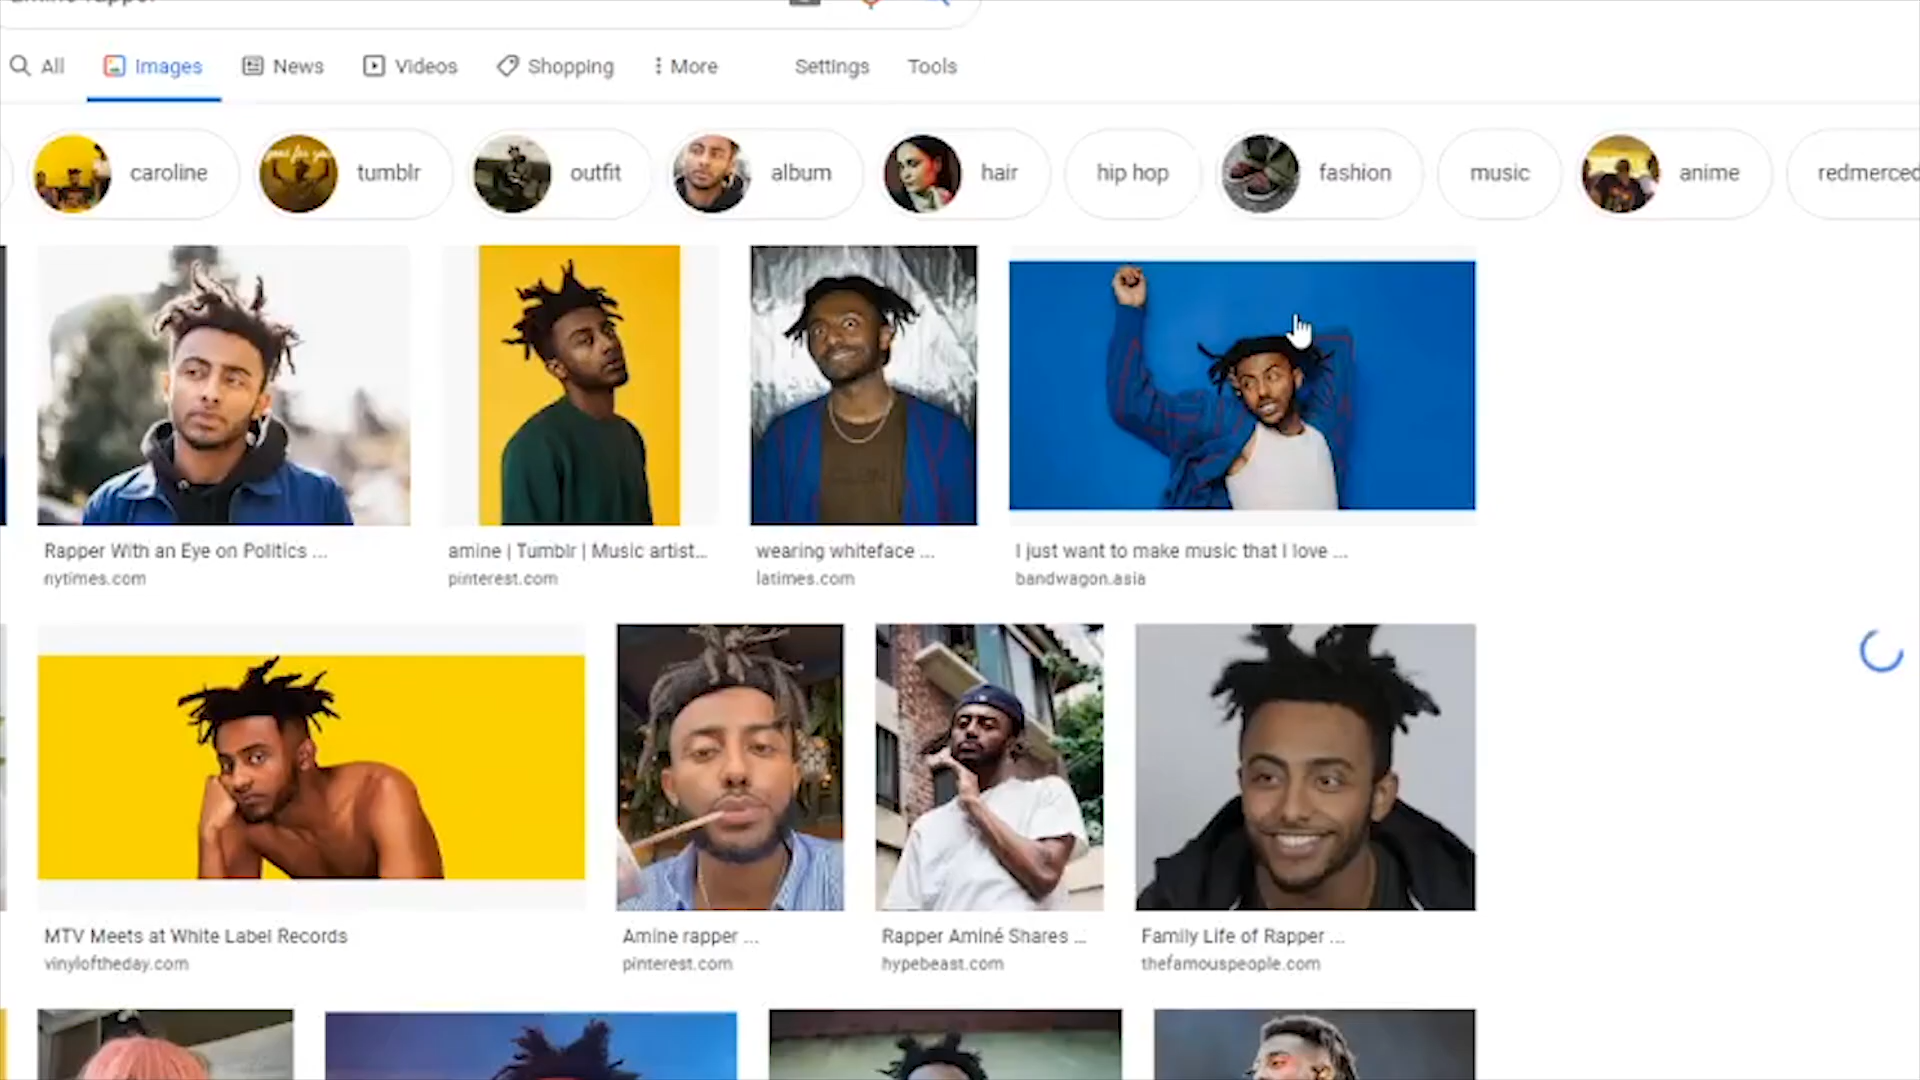 All Images News Videos Shopping More Settings Tools
caroline tumblr outfit album hair hip hop fashion music anime redmerced
Rapper With an Eye on Politics ... amine | Tumblr | Music artist... wearing whiteface ... I just want to make music that I love ...
nytimes.com pinterest.com latimes.com bandwagon.asia
MTV Meets at White Label Records Amine rapper ... Rapper Aminé Shares ... Family Life of Rapper ...
vinyloftheday.com pinterest.com hypebeast.com thefamouspeople.com